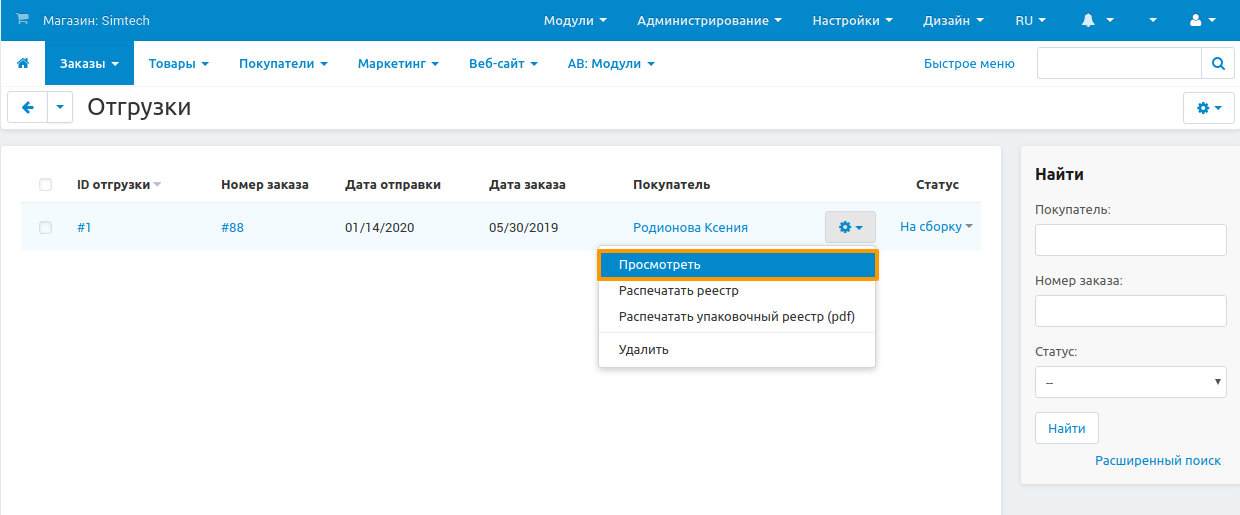 Магазин: Simtech Модули Администрирование Настройки Дизайн RU
Заказы Товары Покупатели Маркетинг Веб-сайт АВ: Модули Быстрое меню
Отгрузки
ID отгрузки Номер заказа Дата отправки Дата заказа Покупатель Статус
#1 #88 01/14/2020 05/30/2019 Родионова Ксения На сборку
Просмотреть
Распечатать реестр
Распечатать упаковочный реестр (pdf)
Удалить
Найти
Покупатель:
Номер заказа:
Статус:
--
Найти
Расширенный поиск